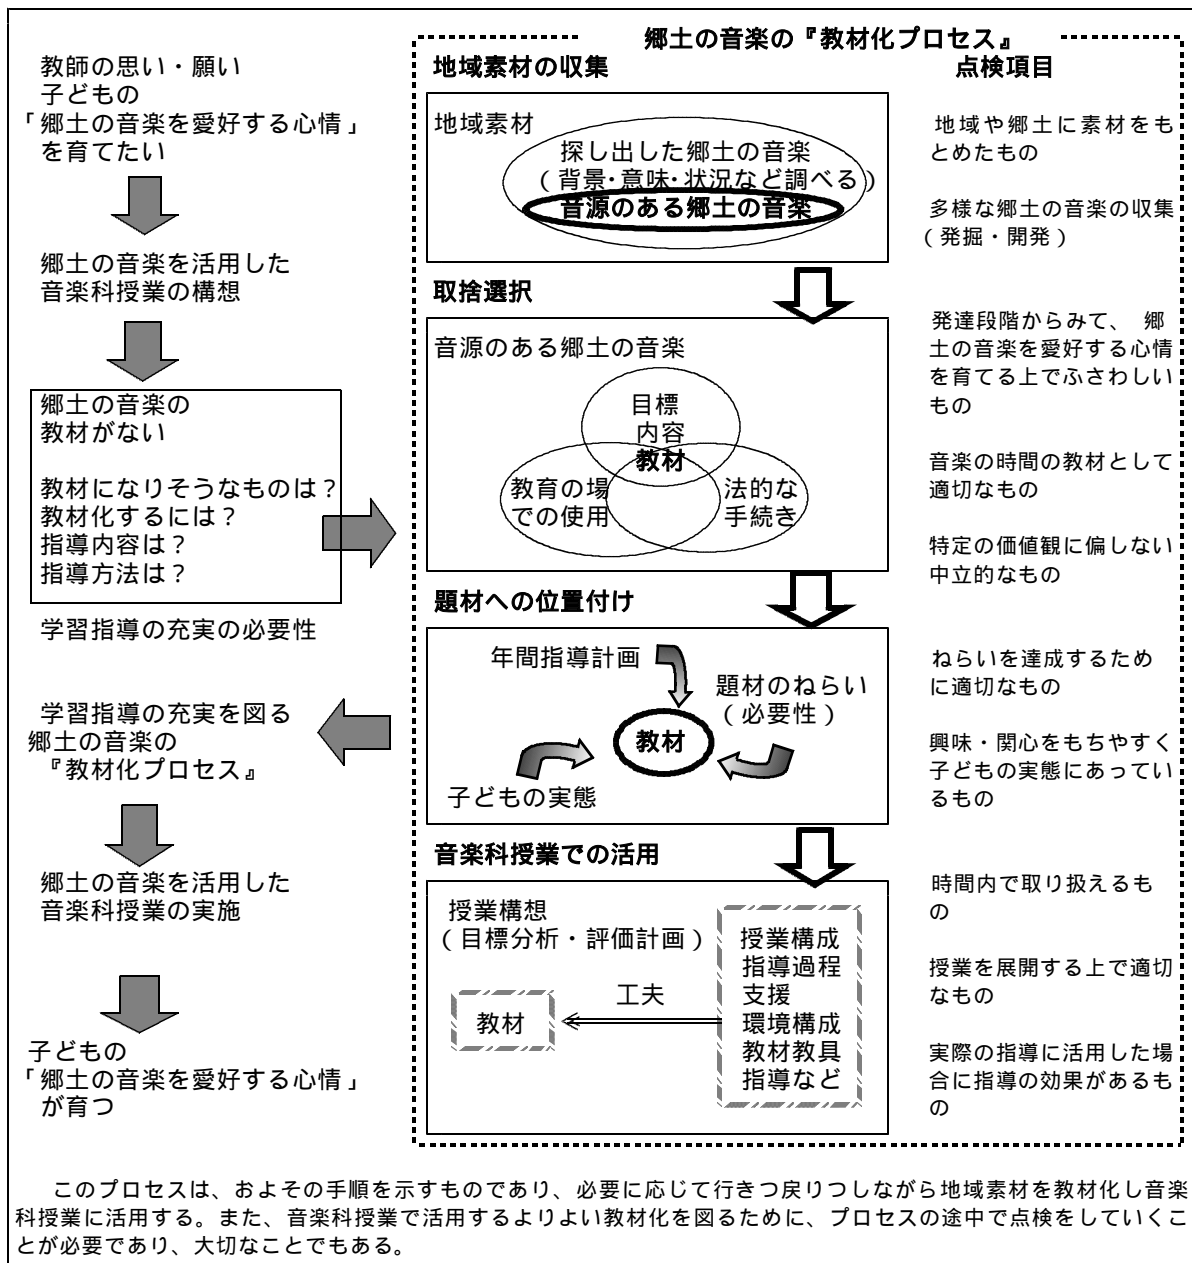 郷土の音楽の『教材化プロセス』
教師の思い・願い
子どもの
「郷土の音楽を愛好する心情」
を育てたい
郷土の音楽を活用した
音楽科授業の構想
郷土の音楽の
教材がない
教材になりそうなものは？
教材化するには？
指導内容は？
指導方法は？
学習指導の充実の必要性
学習指導の充実を図る
郷土の音楽の
『教材化プロセス』
郷土の音楽を活用した
音楽科授業の実施
子どもの
「郷土の音楽を愛好する心情」
が育つ
地域素材の収集
地域素材
探し出した郷土の音楽
（背景・意味・状況など調べる）
音源のある郷土の音楽
取捨選択
音源のある郷土の音楽
目標
内容
教材
教育の場
での使用
法的な
手続き
題材への位置付け
年間指導計画
題材のねらい
（必要性）
教材
子どもの実態
音楽科授業での活用
授業構想
（目標分析・評価計画）
教材
工夫
授業構成
指導過程
支援
環境構成
教材教具
指導など
点検項目
地域や郷土に素材をも
とめたもの
多様な郷土の音楽の収集
（発掘・開発）
発達段階からみて、 郷
土の音楽を愛好する心情
を育てる上でふさわしい
もの
音楽の時間の教材として
適切なもの
特定の価値観に偏しない
中立的なもの
ねらいを達成するため
に適切なもの
興味・関心をもちやすく
子どもの実態にあってい
るもの
時間内で取り扱えるも
の
授業を展開する上で適切
なもの
実際の指導に活用した場
合に指導の効果があるも
の
このプロセスは、およその手順を示すものであり、必要に応じて行きつ戻りつしながら地域素材を教材化し音楽
科授業に活用する。また、音楽科授業で活用するよりよい教材化を図るために、プロセスの途中で点検をしていくこ
とが必要であり、大切なことでもある。